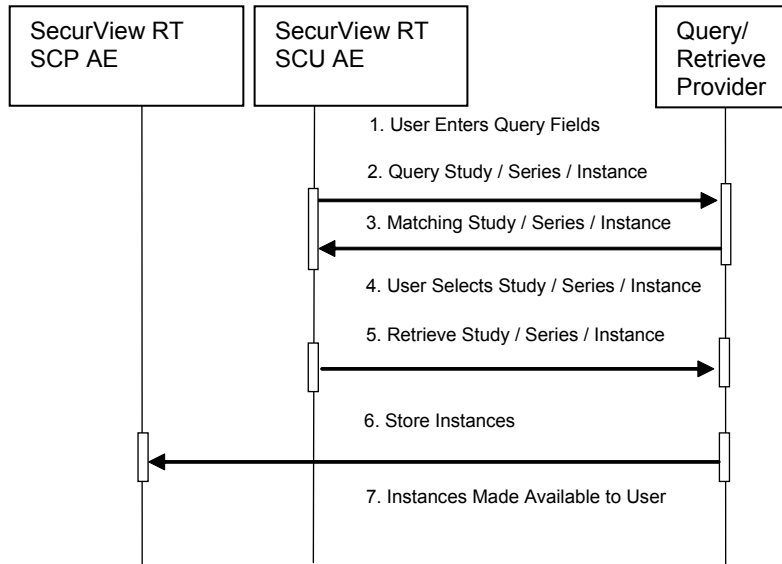 SecurView RT
SCP AE
SecurView RT
SCU AE
Query/
Retrieve
Provider
1. User Enters Query Fields
2. Query Study / Series / Instance
3. Matching Study / Series / Instance
4. User Selects Study / Series / Instance
5. Retrieve Study / Series / Instance
6. Store Instances
7. Instances Made Available to User